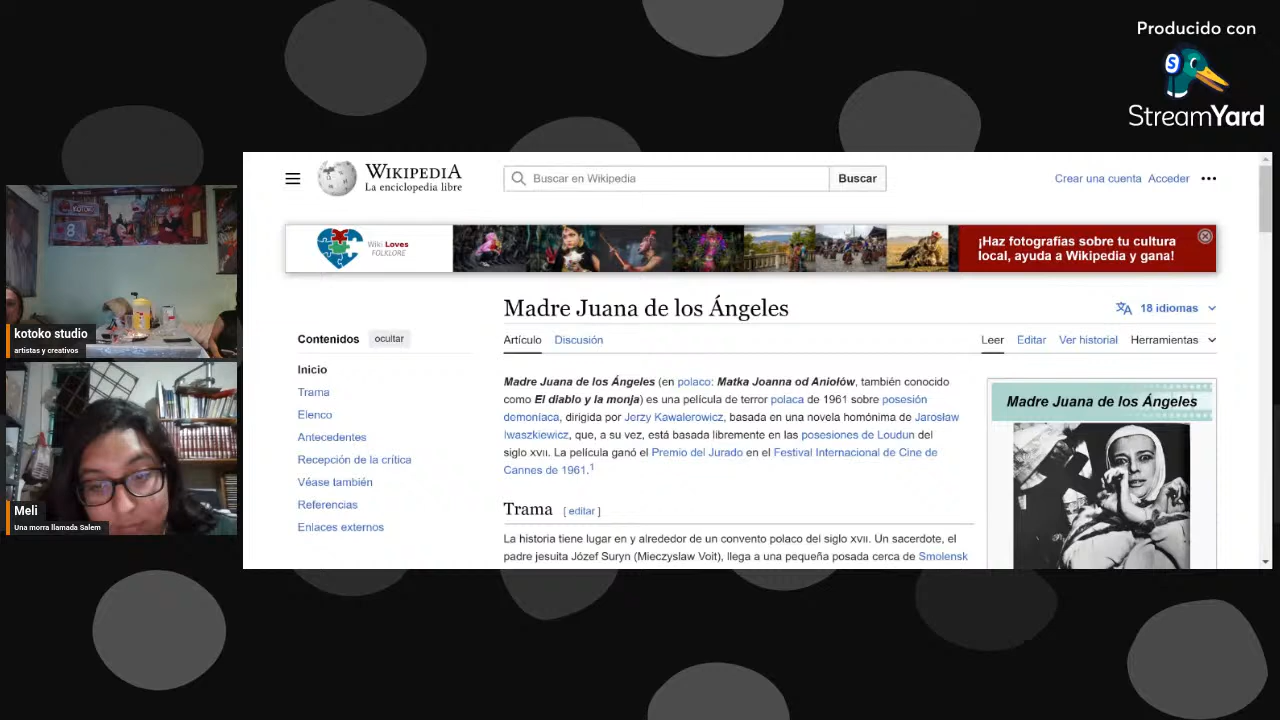 Producido con
StreamYard
WIKIPEDIA
La enciclopedia libre
Buscar en Wikipedia
Buscar
Crear una cuenta Acceder
Wiki Loves
FOLKLORE
¡Haz fotografías sobre tu cultura
local, ayuda a Wikipedia y gana!
Madre Juana de los Ángeles
18 idiomas
Contenidos ocultar
Artículo Discusión
Leer Editar Ver historial Herramientas
Inicio
Trama
Elenco
Antecedentes
Recepción de la crítica
Véase también
Referencias
Enlaces externos
Madre Juana de los Ángeles (en polaco: Matka Joanna od Aniołów, también conocido
como El diablo y la monja) es una película de terror polaca de 1961 sobre posesión
demoníaca, dirigida por Jerzy Kawalerowicz, basada en una novela homónima de Jarosław
Iwaszkiewicz, que, a su vez, está basada libremente en las posesiones de Loudun del
siglo XVII. La película ganó el Premio del Jurado en el Festival Internacional de Cine de
Cannes de 1961.1
Trama [ editar ]
La historia tiene lugar en y alrededor de un convento polaco del siglo XVII. Un sacerdote, el
padre jesuita Józef Suryn (Mieczyslaw Voit), llega a una pequeña posada cerca de Smolensk
Madre Juana de los Ángeles
kotoko studio
artistas y creativos
Meli
Una morra llamada Salem